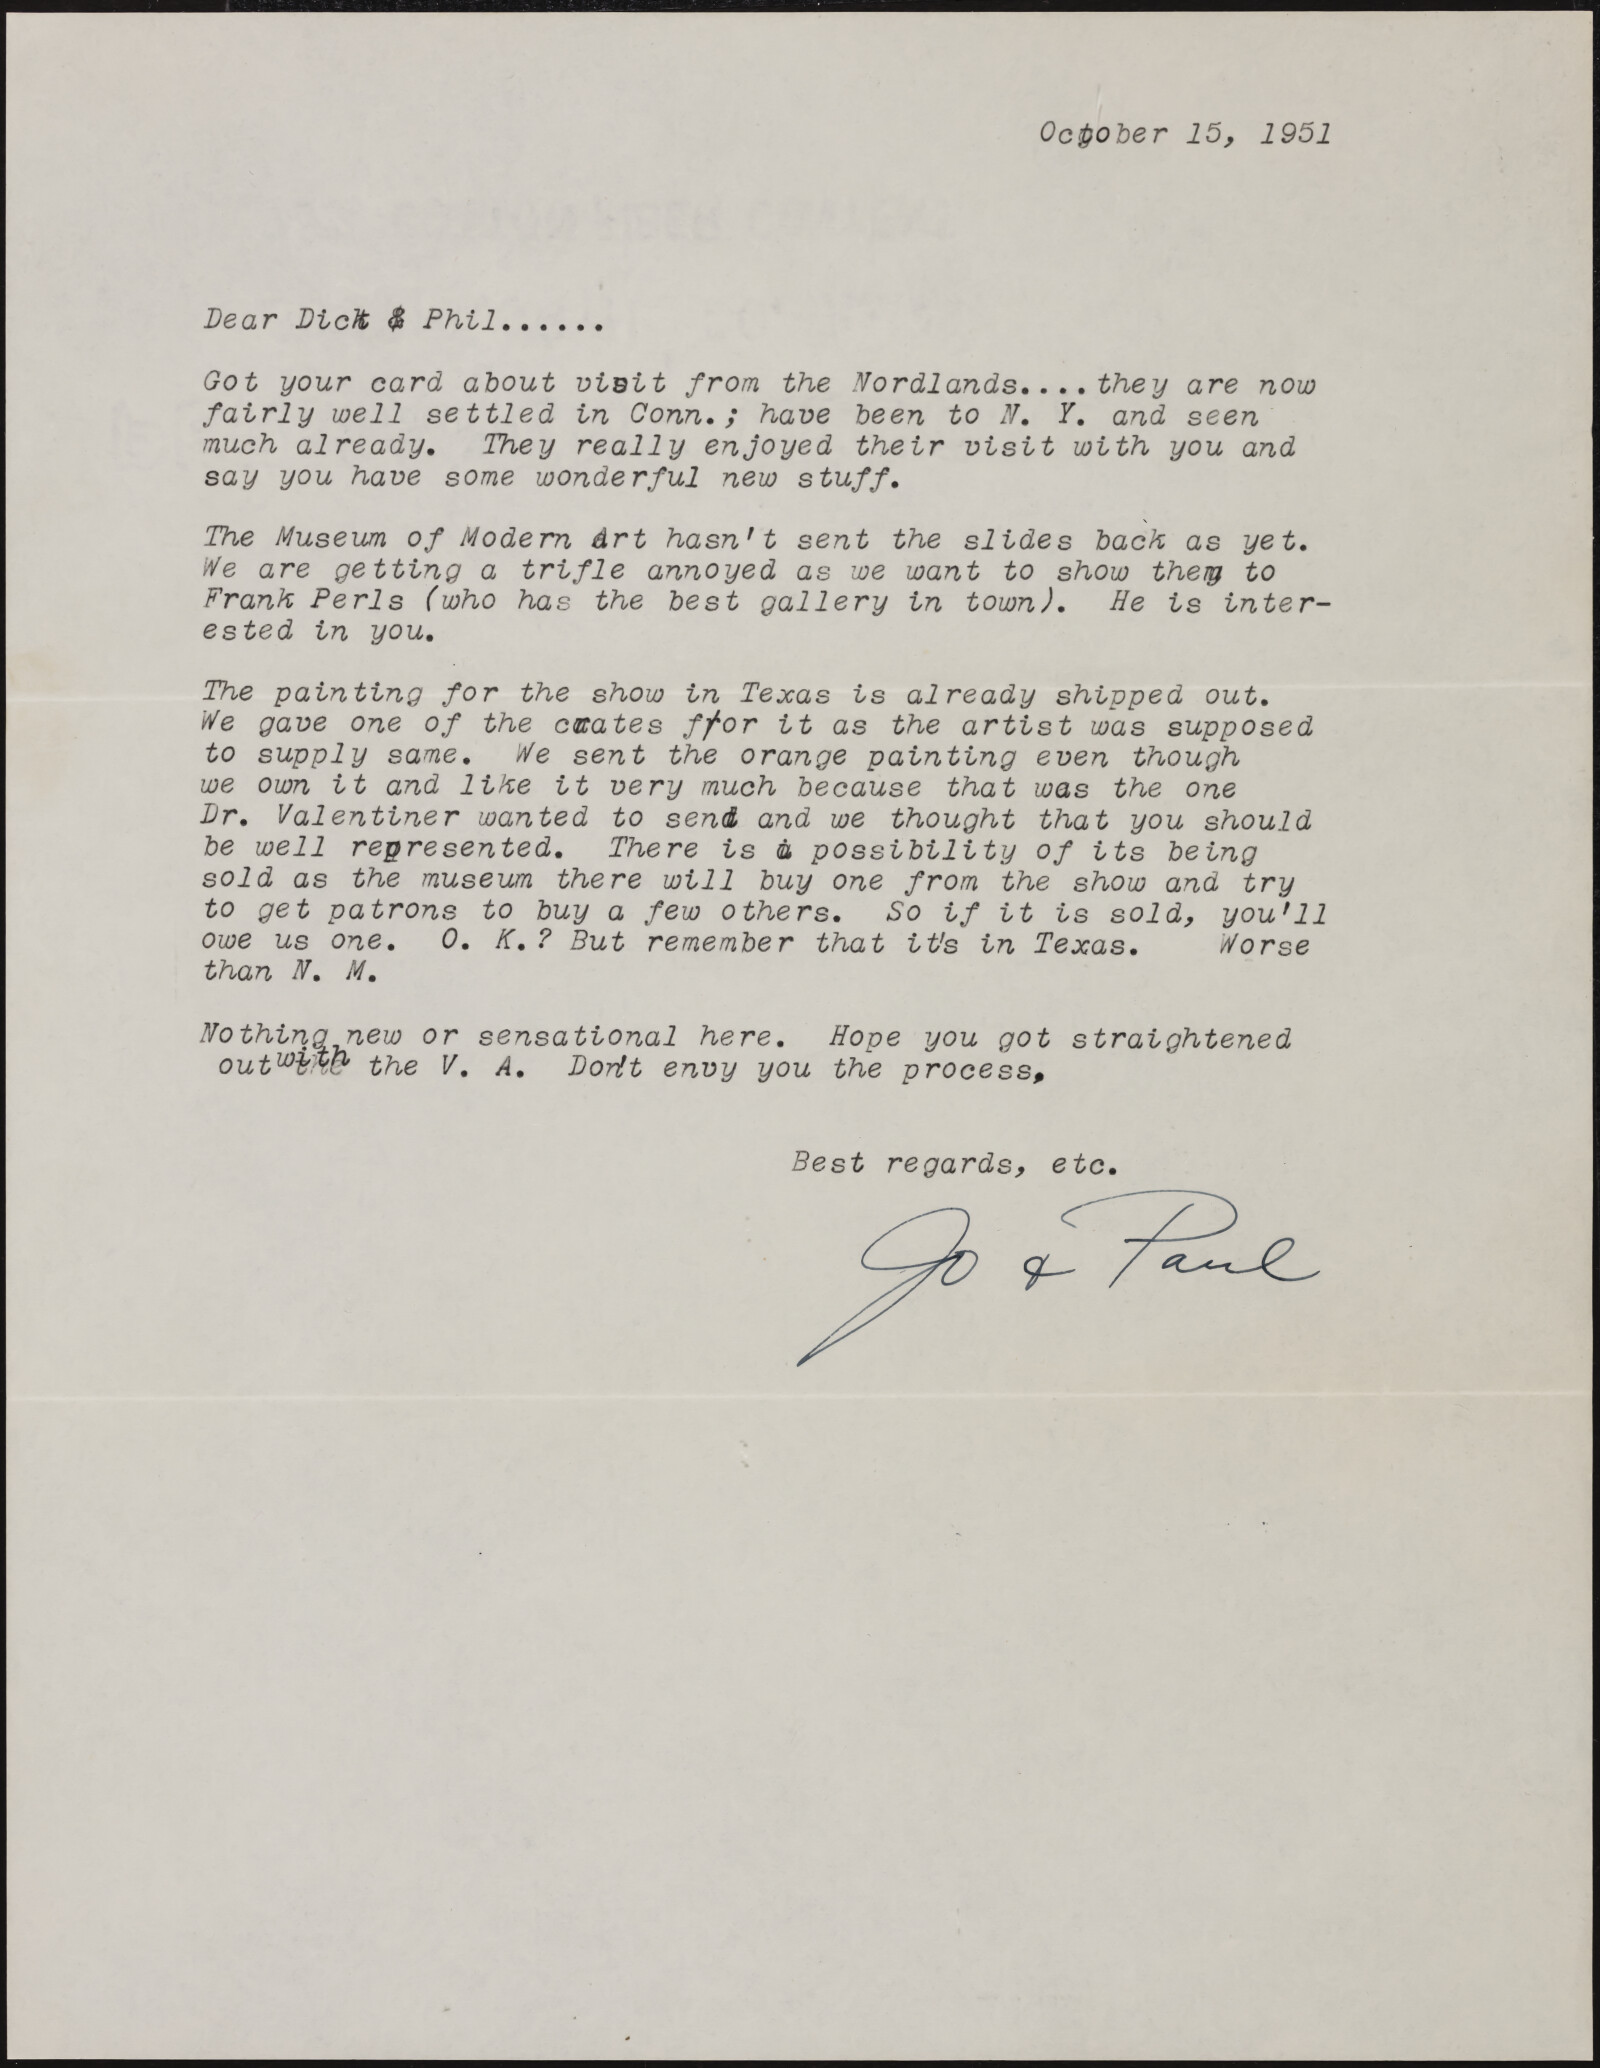 October 15, 1951
Dear Dick & Phil......
Got your card about visit from the Nordlands....they are now
fairly well settled in Conn.; have been to N. Y. and seen
much already. They really enjoyed their visit with you and
say you have some wonderful new stuff.
The Museum of Modern Art hasn't sent the slides back as yet.
We are getting a trifle annoyed as we want to show them to
Frank Perls (who has the best gallery in town). He is inter-
ested in you.
The painting for the show in Texas is already shipped out.
We gave one of the crates for it as the artist was supposed
to supply same. We sent the orange painting even though
we own it and like it very much because that was the one
Dr. Valentiner wanted to send and we thought that you should
be well represented. There is a possibility of its being
sold as the museum there will buy one from the show and try
to get patrons to buy a few others. So if it is sold, you'll
owe us one. O. K.? But remember that it's in Texas. Worse
than N. M.
Nothing new or sensational here. Hope you got straightened
out with the V. A. Don't envy you the process.
Best regards, etc.
Jo & Paul